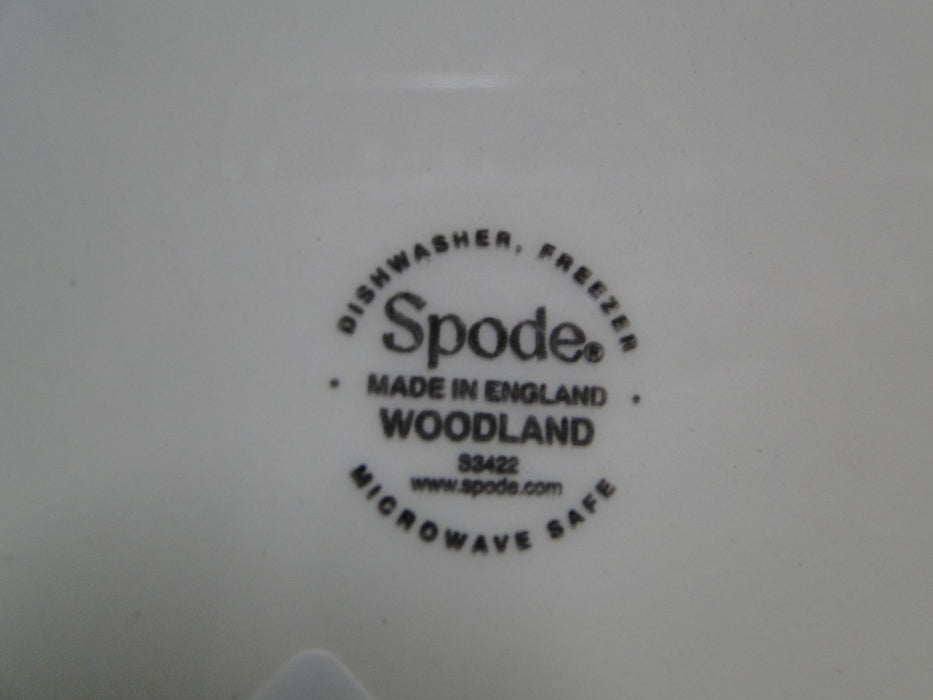 DISHWASHER, FREEZER
Spode®
· MADE IN ENGLAND ·
WOODLAND
S3422
www.spode.com
MICROWAVE SAFE